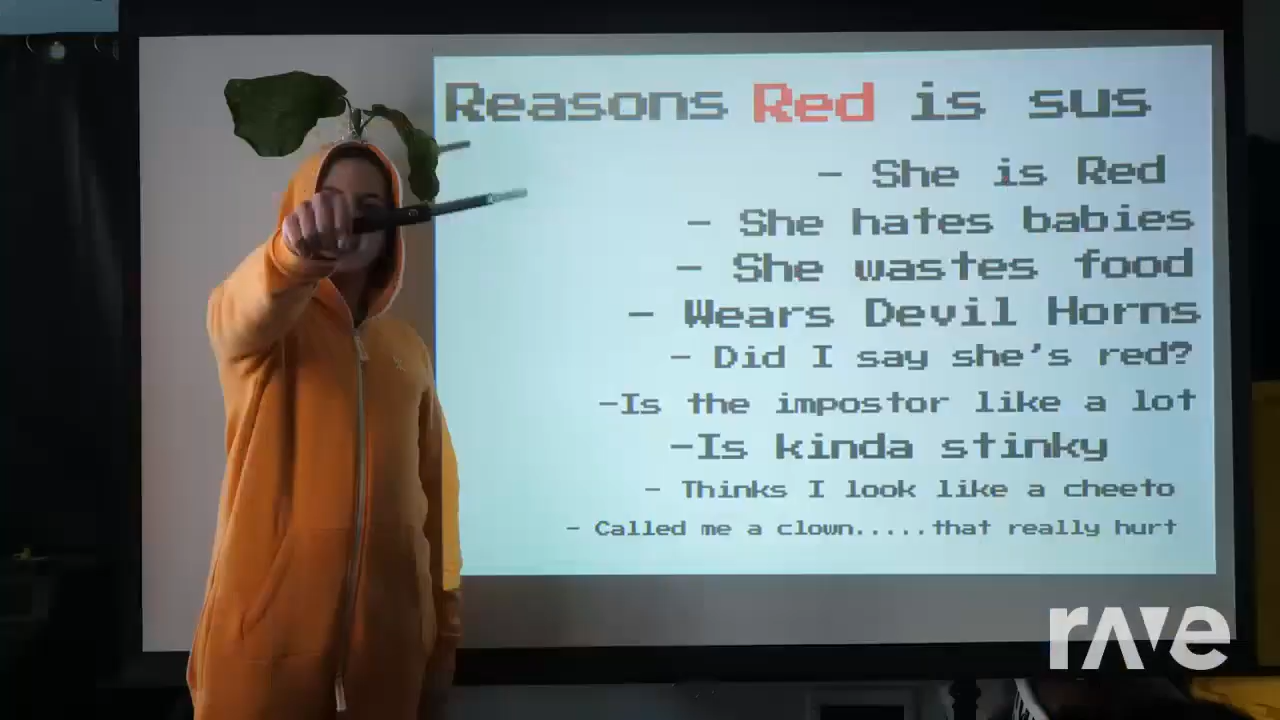 Reasons Red is sus
- She is Red
- She hates babies
- She wastes food
- Wears Devil Horns
- Did I say she's red?
-Is the impostor like a lot
-Is kinda stinky
- Thinks I look like a cheeto
- Called me a clown.....that really hurt
rave